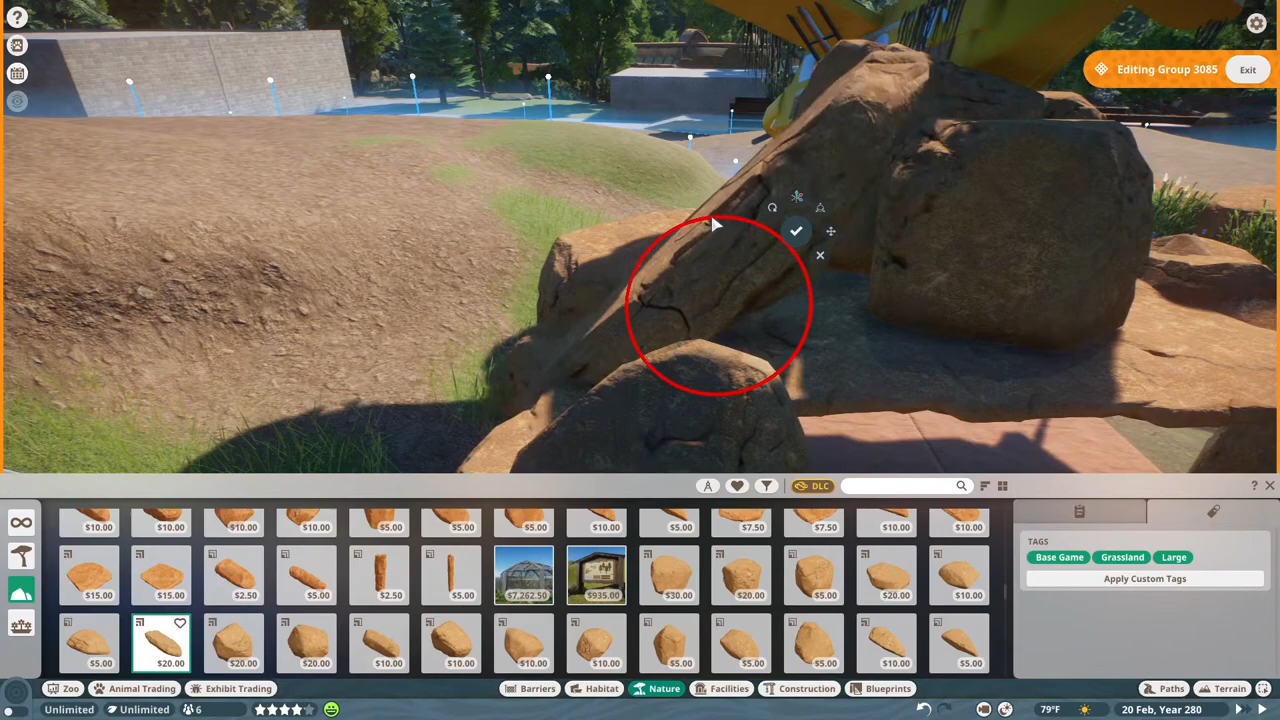 ?
Editing Group 3085
Exit
DLC
?
$10.00
$10.00
$10.00
$10.00
$5.00
$5.00
$5.00
$10.00
$5.00
$7.50
$7.50
$10.00
$10.00
$15.00
$15.00
$2.50
$5.00
$2.50
$5.00
$7,262.50
$935.00
$30.00
$20.00
$5.00
$20.00
$10.00
$5.00
$20.00
$20.00
$20.00
$10.00
$10.00
$10.00
$10.00
$5.00
$5.00
$5.00
$10.00
$5.00
TAGS
Base Game
Grassland
Large
Apply Custom Tags
Zoo
Animal Trading
Exhibit Trading
Barriers
Habitat
Nature
Facilities
Construction
Blueprints
Paths
Terrain
Unlimited
Unlimited
6
79°F
20 Feb, Year 280